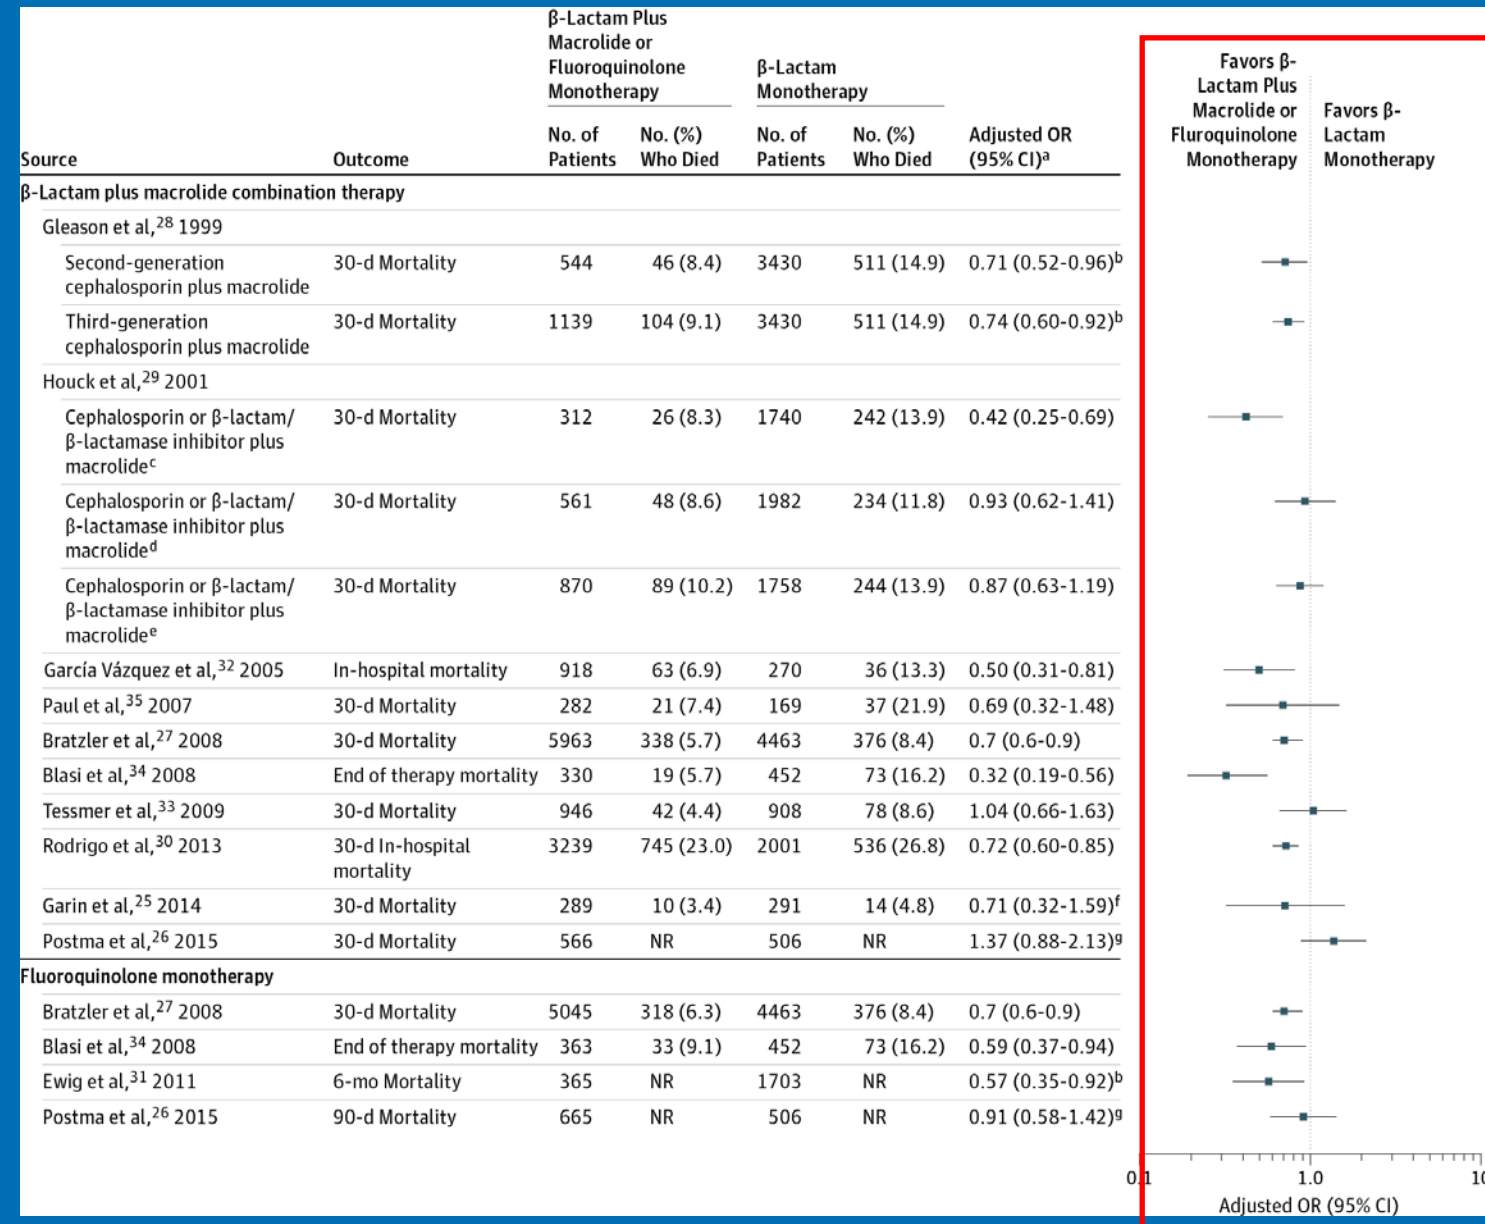 β-Lactam Plus
Macrolide or
Fluoroquinolone
Monotherapy
β-Lactam
Monotherapy
Favors β-
Lactam Plus
Macrolide or
Fluroquinolone
Monotherapy
Favors β-
Lactam
Monotherapy
Source Outcome No. of Patients No. (%) Who Died No. of Patients No. (%) Who Died Adjusted OR (95% CI)a
β-Lactam plus macrolide combination therapy
Gleason et al,28 1999
Second-generation 30-d Mortality 544 46 (8.4) 3430 511 (14.9) 0.71 (0.52-0.96)b
cephalosporin plus macrolide
Third-generation 30-d Mortality 1139 104 (9.1) 3430 511 (14.9) 0.74 (0.60-0.92)b
cephalosporin plus macrolide
Houck et al,29 2001
Cephalosporin or β-lactam/ 30-d Mortality 312 26 (8.3) 1740 242 (13.9) 0.42 (0.25-0.69)
β-lactamase inhibitor plus
macrolidec
Cephalosporin or β-lactam/ 30-d Mortality 561 48 (8.6) 1982 234 (11.8) 0.93 (0.62-1.41)
β-lactamase inhibitor plus
macrolided
Cephalosporin or β-lactam/ 30-d Mortality 870 89 (10.2) 1758 244 (13.9) 0.87 (0.63-1.19)
β-lactamase inhibitor plus
macrolidee
García Vázquez et al,32 2005 In-hospital mortality 918 63 (6.9) 270 36 (13.3) 0.50 (0.31-0.81)
Paul et al,35 2007 30-d Mortality 282 21 (7.4) 169 37 (21.9) 0.69 (0.32-1.48)
Bratzler et al,27 2008 30-d Mortality 5963 338 (5.7) 4463 376 (8.4) 0.7 (0.6-0.9)
Blasi et al,34 2008 End of therapy mortality 330 19 (5.7) 452 73 (16.2) 0.32 (0.19-0.56)
Tessmer et al,33 2009 30-d Mortality 946 42 (4.4) 908 78 (8.6) 1.04 (0.66-1.63)
Rodrigo et al,30 2013 30-d In-hospital 3239 745 (23.0) 2001 536 (26.8) 0.72 (0.60-0.85)
mortality
Garin et al,25 2014 30-d Mortality 289 10 (3.4) 291 14 (4.8) 0.71 (0.32-1.59)f
Postma et al,26 2015 30-d Mortality 566 NR 506 NR 1.37 (0.88-2.13)g
Fluoroquinolone monotherapy
Bratzler et al,27 2008 30-d Mortality 5045 318 (6.3) 4463 376 (8.4) 0.7 (0.6-0.9)
Blasi et al,34 2008 End of therapy mortality 363 33 (9.1) 452 73 (16.2) 0.59 (0.37-0.94)
Ewig et al,31 2011 6-mo Mortality 365 NR 1703 NR 0.57 (0.35-0.92)b
Postma et al,26 2015 90-d Mortality 665 NR 506 NR 0.91 (0.58-1.42)g
0.1 1.0 10
Adjusted OR (95% CI)